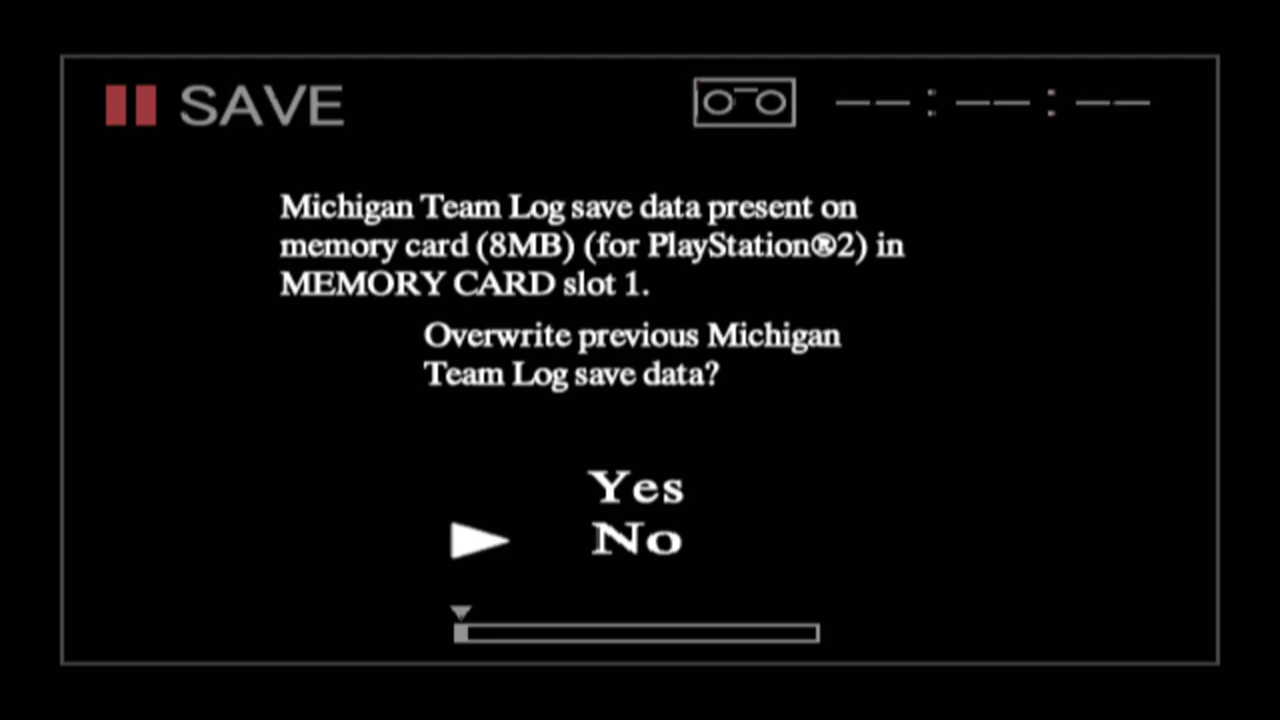 SAVE
-- : -- : --
Michigan Team Log save data present on
memory card (8MB) (for PlayStation®2) in
MEMORY CARD slot 1.
Overwrite previous Michigan
Team Log save data?
Yes
No